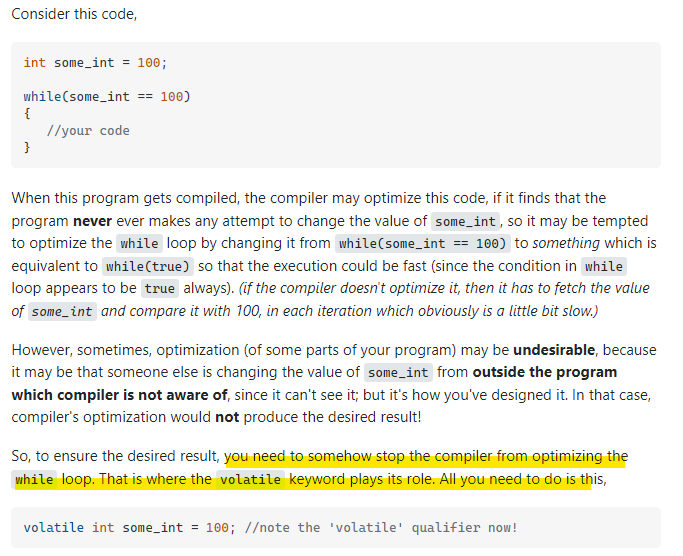 Consider this code,
int some_int = 100;
while(some_int == 100)
{
//your code
}
When this program gets compiled, the compiler may optimize this code, if it finds that the
program never ever makes any attempt to change the value of some_int, so it may be tempted
to optimize the while loop by changing it from while(some_int == 100) to something which is
equivalent to while(true) so that the execution could be fast (since the condition in while
loop appears to be true always). (if the compiler doesn't optimize it, then it has to fetch the value
of some_int and compare it with 100, in each iteration which obviously is a little bit slow.)
However, sometimes, optimization (of some parts of your program) may be undesirable, because
it may be that someone else is changing the value of some_int from outside the program
which compiler is not aware of, since it can't see it; but it's how you've designed it. In that case,
compiler's optimization would not produce the desired result!
So, to ensure the desired result, you need to somehow stop the compiler from optimizing the
while loop. That is where the volatile keyword plays its role. All you need to do is this,
volatile int some_int = 100; //note the 'volatile' qualifier now!